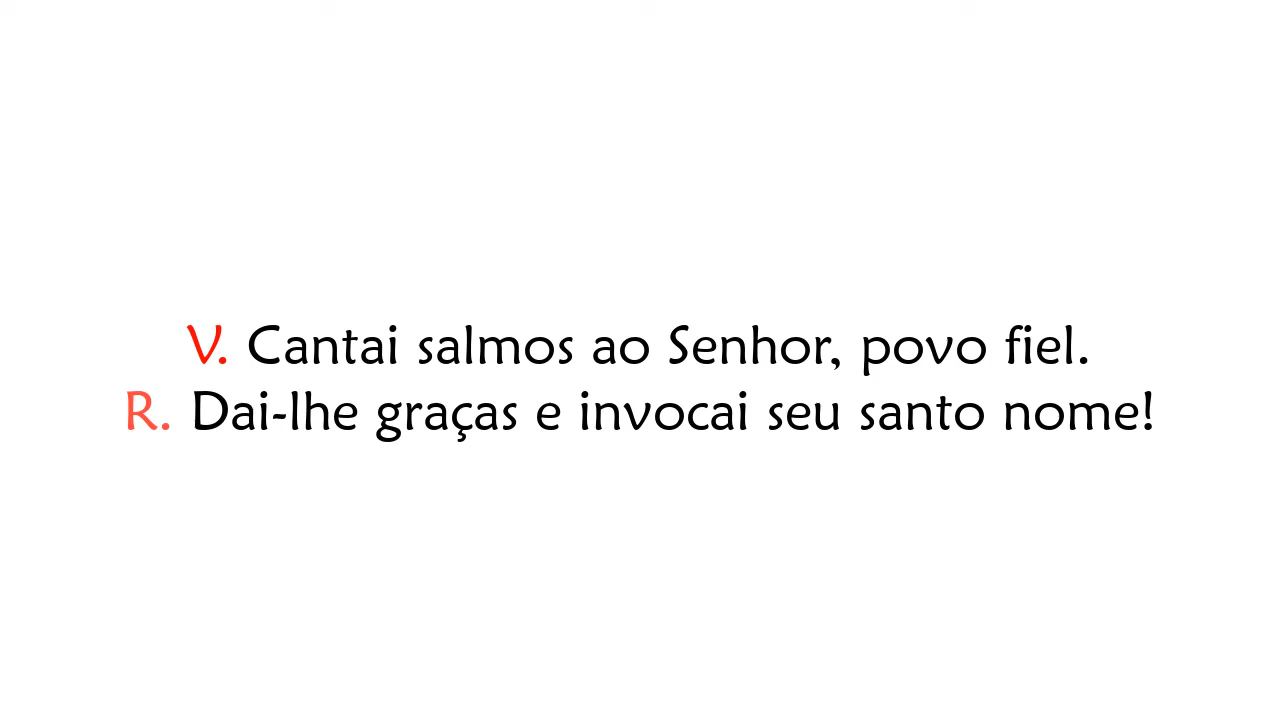 V. Cantai salmos ao Senhor, povo fiel.
R. Dai-lhe graças e invocai seu santo nome!